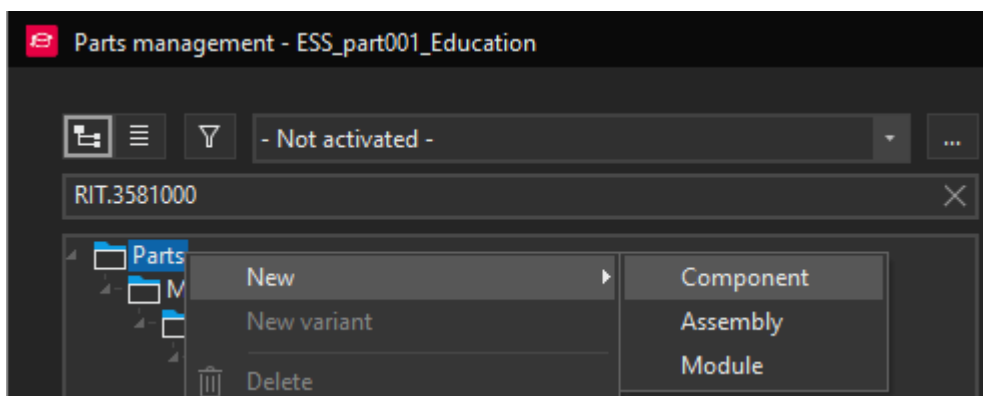 Parts management - ESS_part001_Education
- Not activated -
...
RIT.3581000
Parts
New
Component
M
New variant
Assembly
Module
Delete